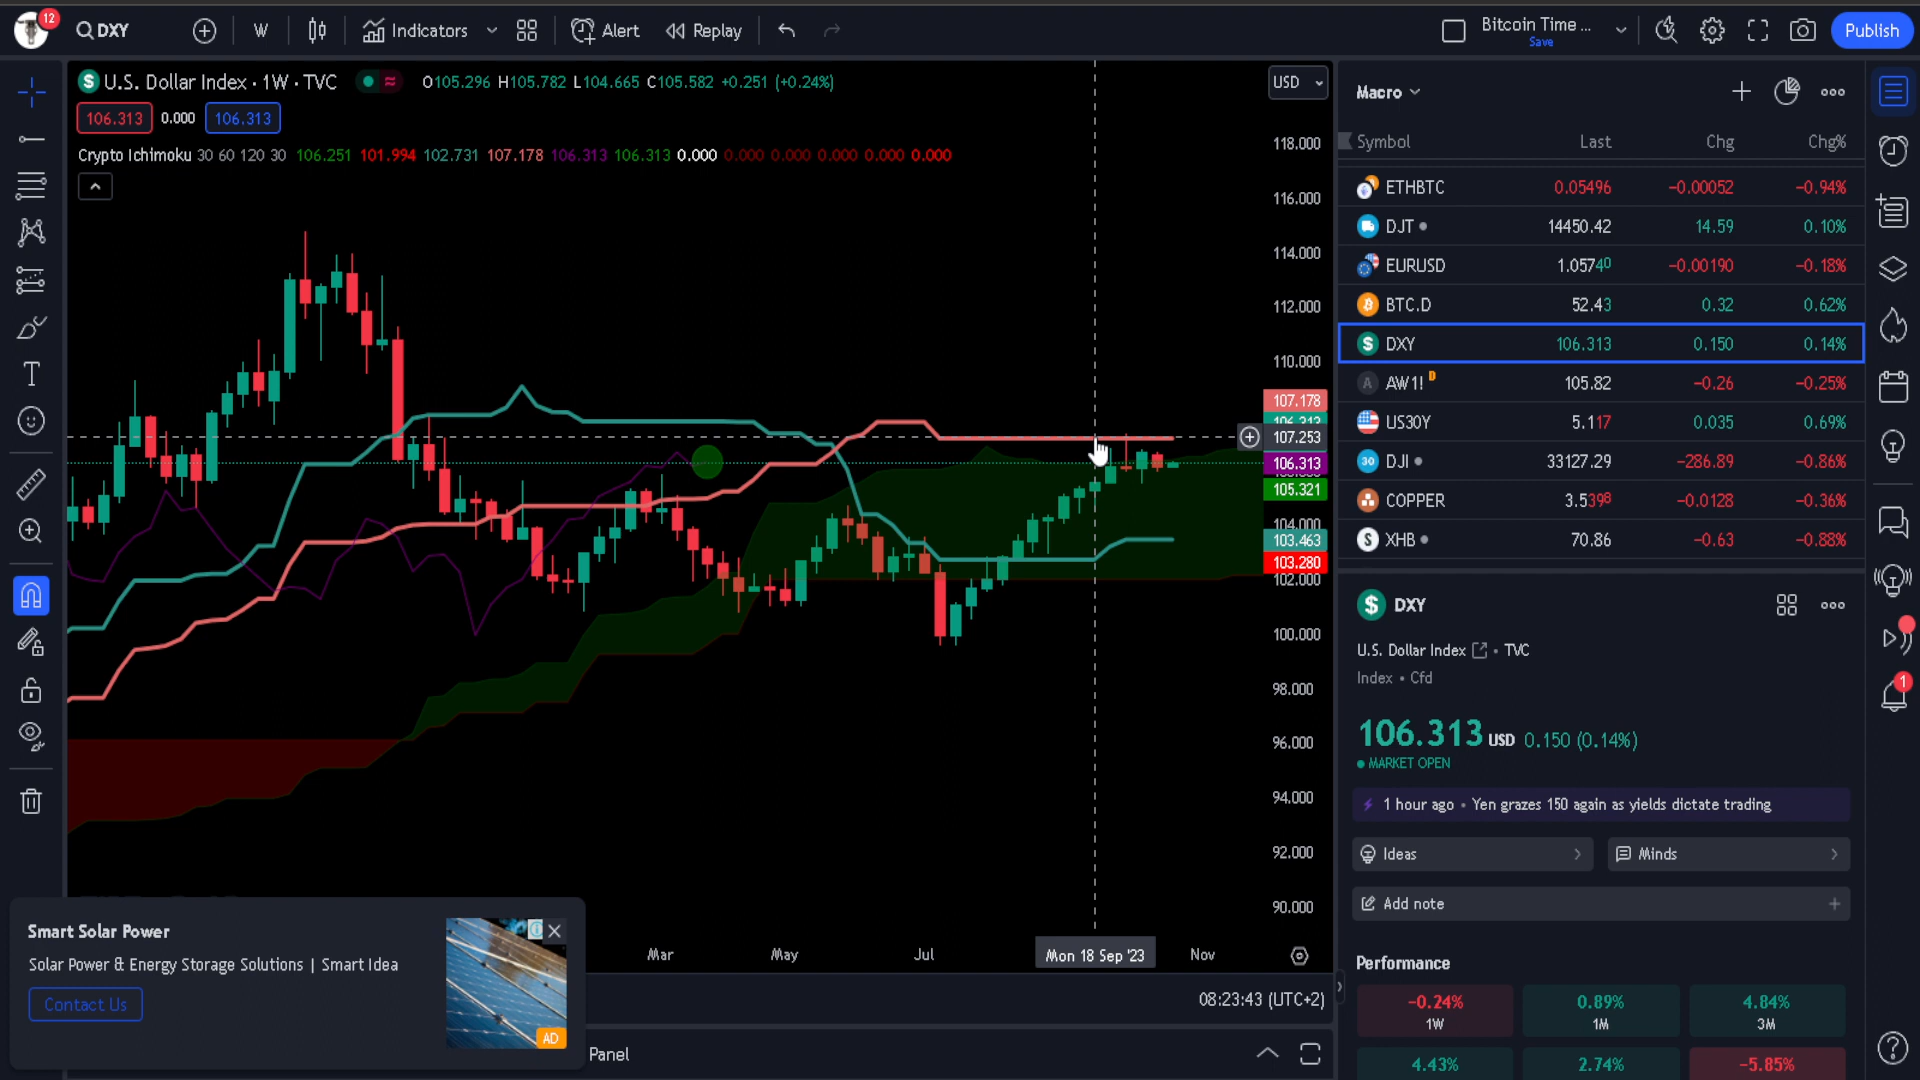 12
DXY
W
Indicators
Alert
Replay
Bitcoin Time ...
Save
Publish
U.S. Dollar Index · 1W · TVC
O105.296 H105.782 L104.665 C105.582 +0.251 (+0.24%)
USD
106.313 0.000 106.313
Crypto Ichimoku 30 60 120 30 106.251 101.994 102.731 107.178 106.313 106.313 0.000 0.000 0.000 0.000 0.000 0.000
118.000
116.000
114.000
112.000
110.000
107.178
107.253
106.313
105.321
104.000
103.463
103.280
102.000
100.000
98.000
96.000
94.000
92.000
90.000
Mar May Jul Mon 18 Sep '23 Nov
08:23:43 (UTC+2)
Panel
Smart Solar Power
Solar Power & Energy Storage Solutions | Smart Idea
Contact Us
AD
Macro
Symbol Last Chg Chg%
ETHBTC 0.05496 −0.00052 −0.94%
DJT 14450.42 14.59 0.10%
EURUSD 1.05740 −0.00190 −0.18%
BTC.D 52.43 0.32 0.62%
DXY 106.313 0.150 0.14%
AW1! D 105.82 −0.26 −0.25%
US30Y 5.117 0.035 0.69%
30 DJI 33127.29 −286.89 −0.86%
COPPER 3.5398 −0.0128 −0.36%
XHB 70.86 −0.63 −0.88%
DXY
U.S. Dollar Index • TVC
Index • Cfd
106.313 USD 0.150 (0.14%)
MARKET OPEN
1 hour ago • Yen grazes 150 again as yields dictate trading
Ideas
Minds
Add note
Performance
−0.24% 0.89% 4.84%
1W 1M 3M
4.43% 2.74% −5.85%
1